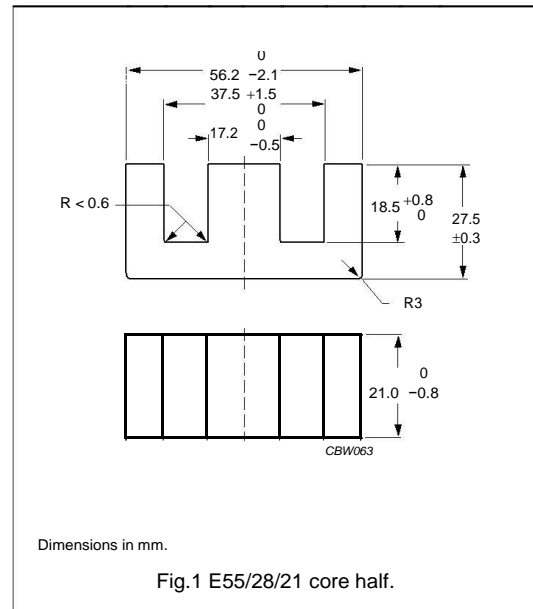 0
56.2 −2.1
37.5 +1.5
0
0
17.2
−0.5
R < 0.6
18.5 +0.8
0
27.5
±0.3
R3
0
21.0 −0.8
CBW063
Dimensions in mm.
Fig.1 E55/28/21 core half.